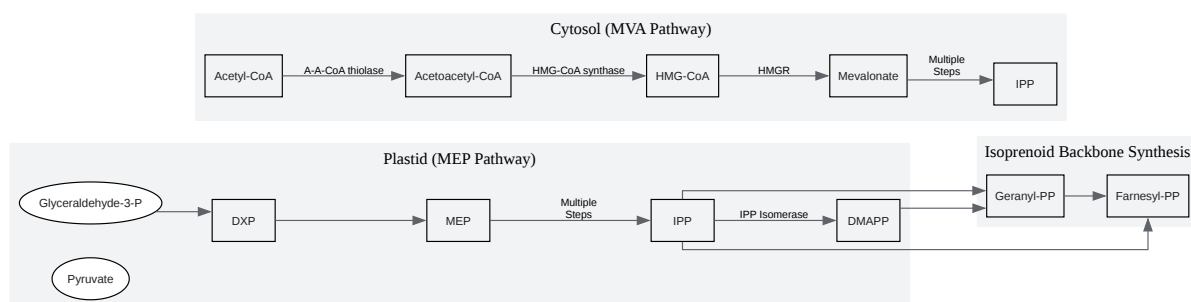 Cytosol (MVA Pathway)
Acetyl-CoA
A-A-CoA thiolase
Acetoacetyl-CoA
HMG-CoA synthase
HMG-CoA
HMGR
Mevalonate
Multiple
Steps
IPP
Plastid (MEP Pathway)
Isoprenoid Backbone Synthesis
Glyceraldehyde-3-P
DXP
MEP
Multiple
Steps
IPP
IPP Isomerase
DMAPP
Geranyl-PP
Farnesyl-PP
Pyruvate